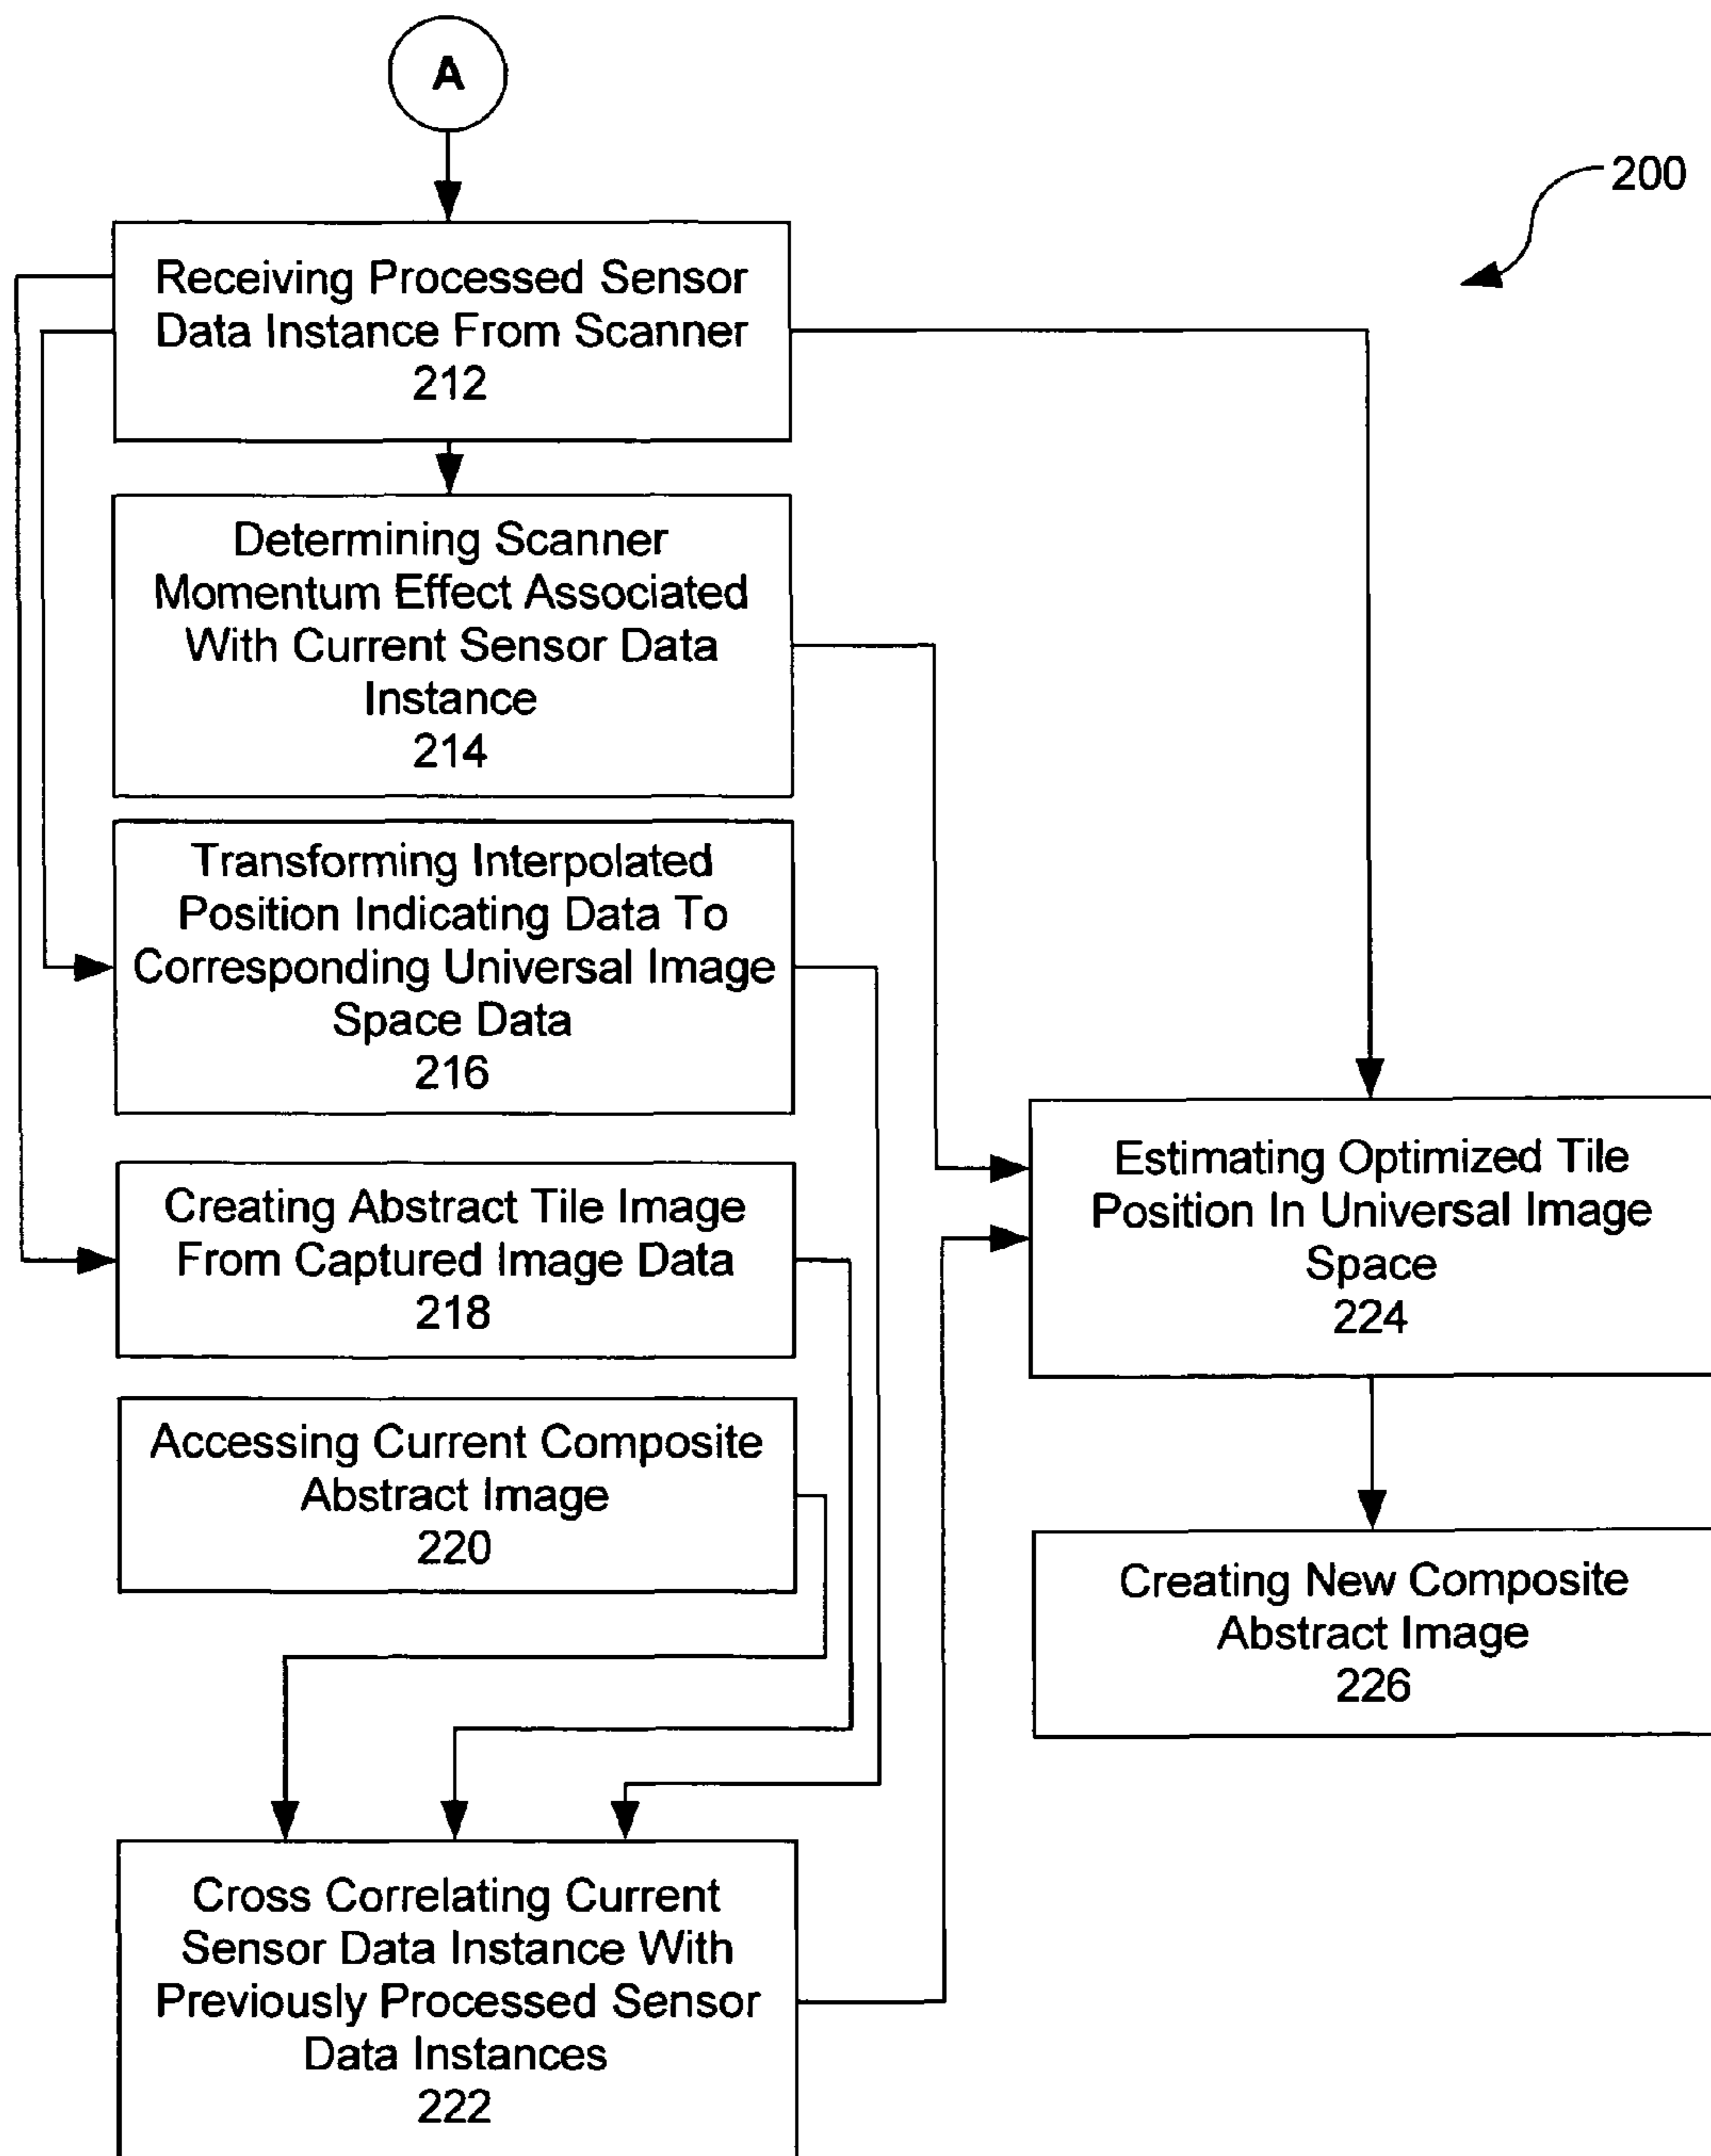 A
200
Receiving Processed Sensor
Data Instance From Scanner
212
Determining Scanner
Momentum Effect Associated
With Current Sensor Data
Instance
214
Transforming Interpolated
Position Indicating Data To
Corresponding Universal Image
Space Data
216
Creating Abstract Tile Image
From Captured Image Data
218
Accessing Current Composite
Abstract Image
220
Cross Correlating Current
Sensor Data Instance With
Previously Processed Sensor
Data Instances
222
Estimating Optimized Tile
Position In Universal Image
Space
224
Creating New Composite
Abstract Image
226